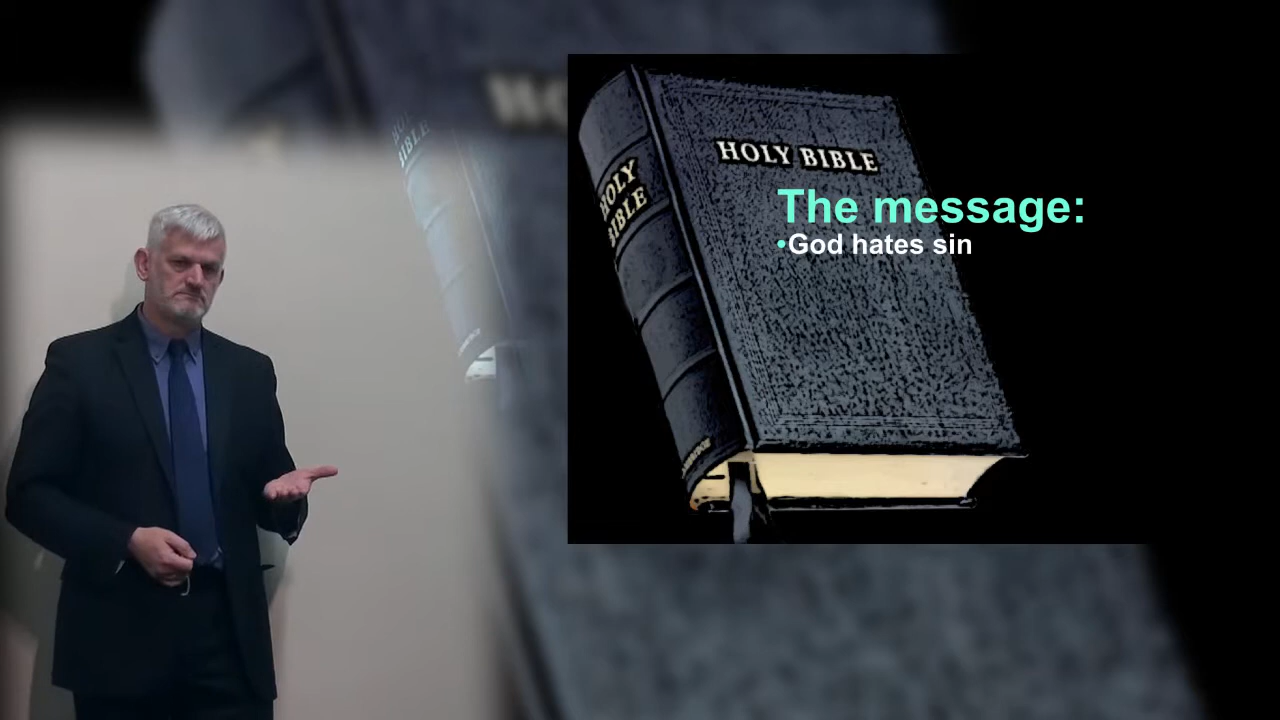 HOLY BIBLE
HOLY
BIBLE
The message:
•God hates sin